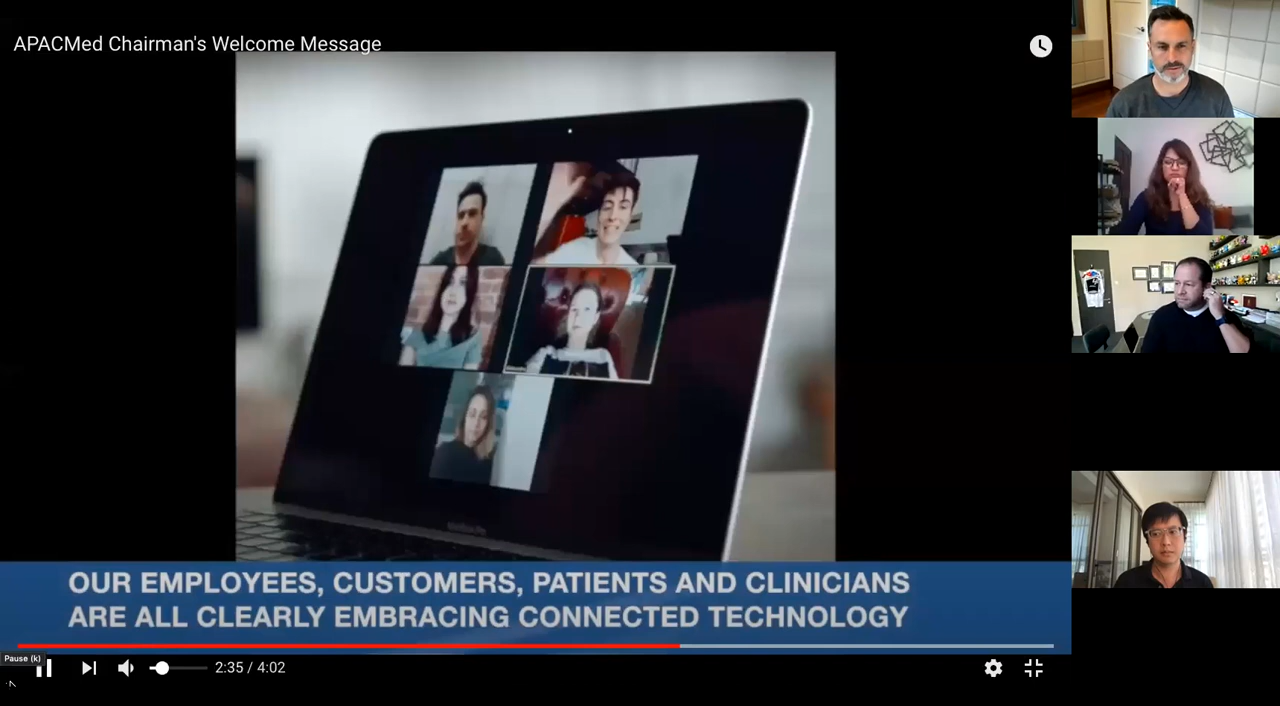 APACMed Chairman's Welcome Message
OUR EMPLOYEES, CUSTOMERS, PATIENTS AND CLINICIANS
ARE ALL CLEARLY EMBRACING CONNECTED TECHNOLOGY
Pause (k)
2:35 / 4:02